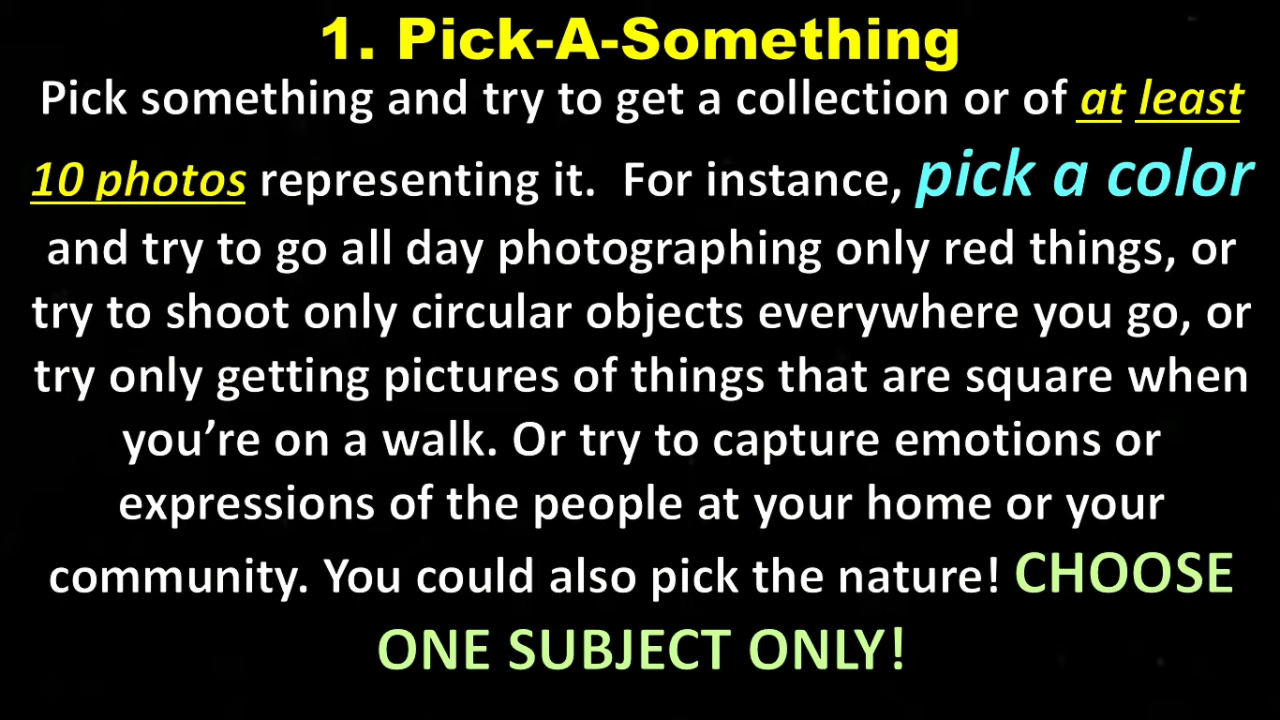 1. Pick-A-Something
Pick something and try to get a collection or of at least
10 photos representing it.  For instance, pick a color
and try to go all day photographing only red things, or
try to shoot only circular objects everywhere you go, or
try only getting pictures of things that are square when
you’re on a walk. Or try to capture emotions or
expressions of the people at your home or your
community. You could also pick the nature! CHOOSE
ONE SUBJECT ONLY!